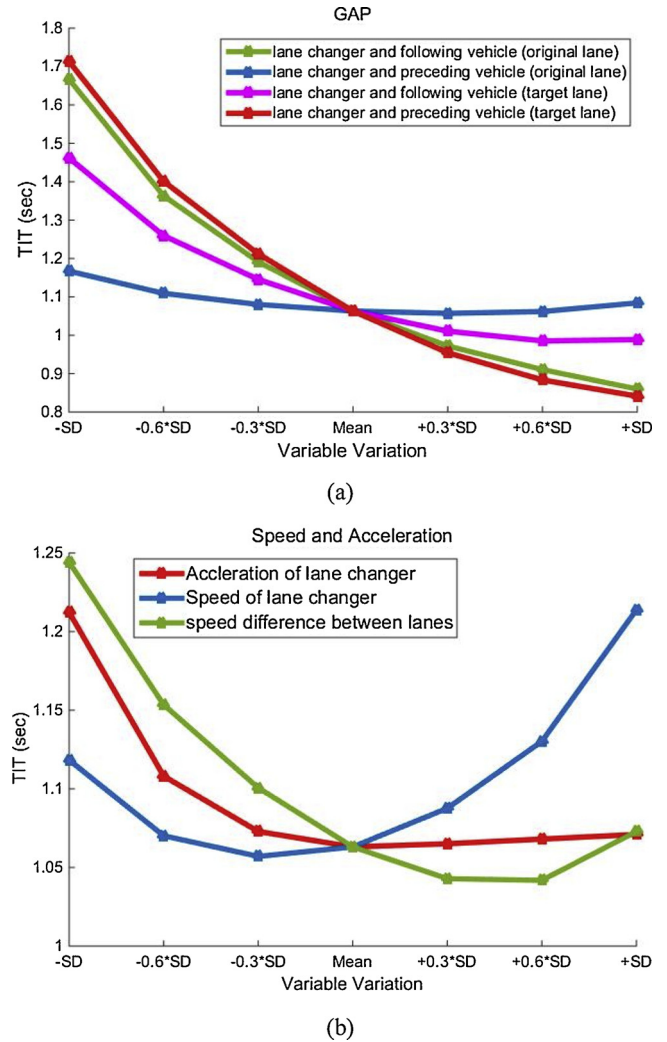 GAP
1.8
1.7
1.6
1.5
1.4
1.3
1.2
1.1
1
0.9
0.8
TIT (sec)
lane changer and following vehicle (original lane)
lane changer and preceding vehicle (original lane)
lane changer and following vehicle (target lane)
lane changer and preceding vehicle (target lane)
-SD -0.6*SD -0.3*SD Mean +0.3*SD +0.6*SD +SD
Variable Variation
(a)
Speed and Acceleration
1.25
1.2
1.15
1.1
1.05
1
TIT (sec)
Accleration of lane changer
Speed of lane changer
speed difference between lanes
-SD -0.6*SD -0.3*SD Mean +0.3*SD +0.6*SD +SD
Variable Variation
(b)